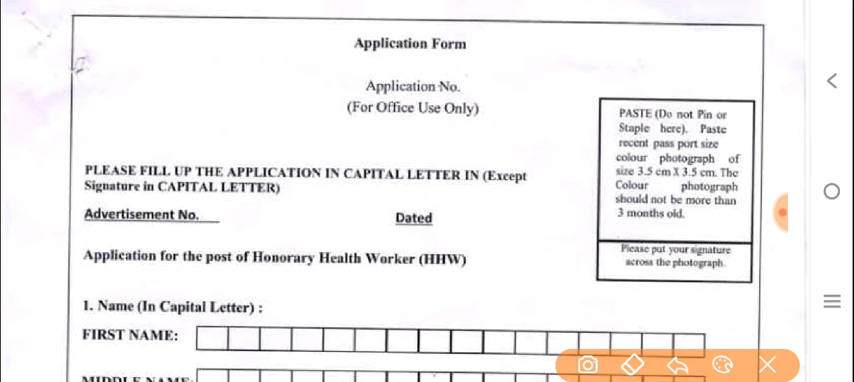 Application Form
Application No.
(For Office Use Only)
PASTE (Do not Pin or
Staple here). Paste
recent pass port size
colour photograph of
size 3.5 cm X 3.5 cm. The
Colour photograph
should not be more than
3 months old.
Please put your signature
across the photograph.
PLEASE FILL UP THE APPLICATION IN CAPITAL LETTER IN (Except
Signature in CAPITAL LETTER)
Advertisement No.
Dated
Application for the post of Honorary Health Worker (HHW)
1. Name (In Capital Letter) :
FIRST NAME:
MIDDLE NAME: